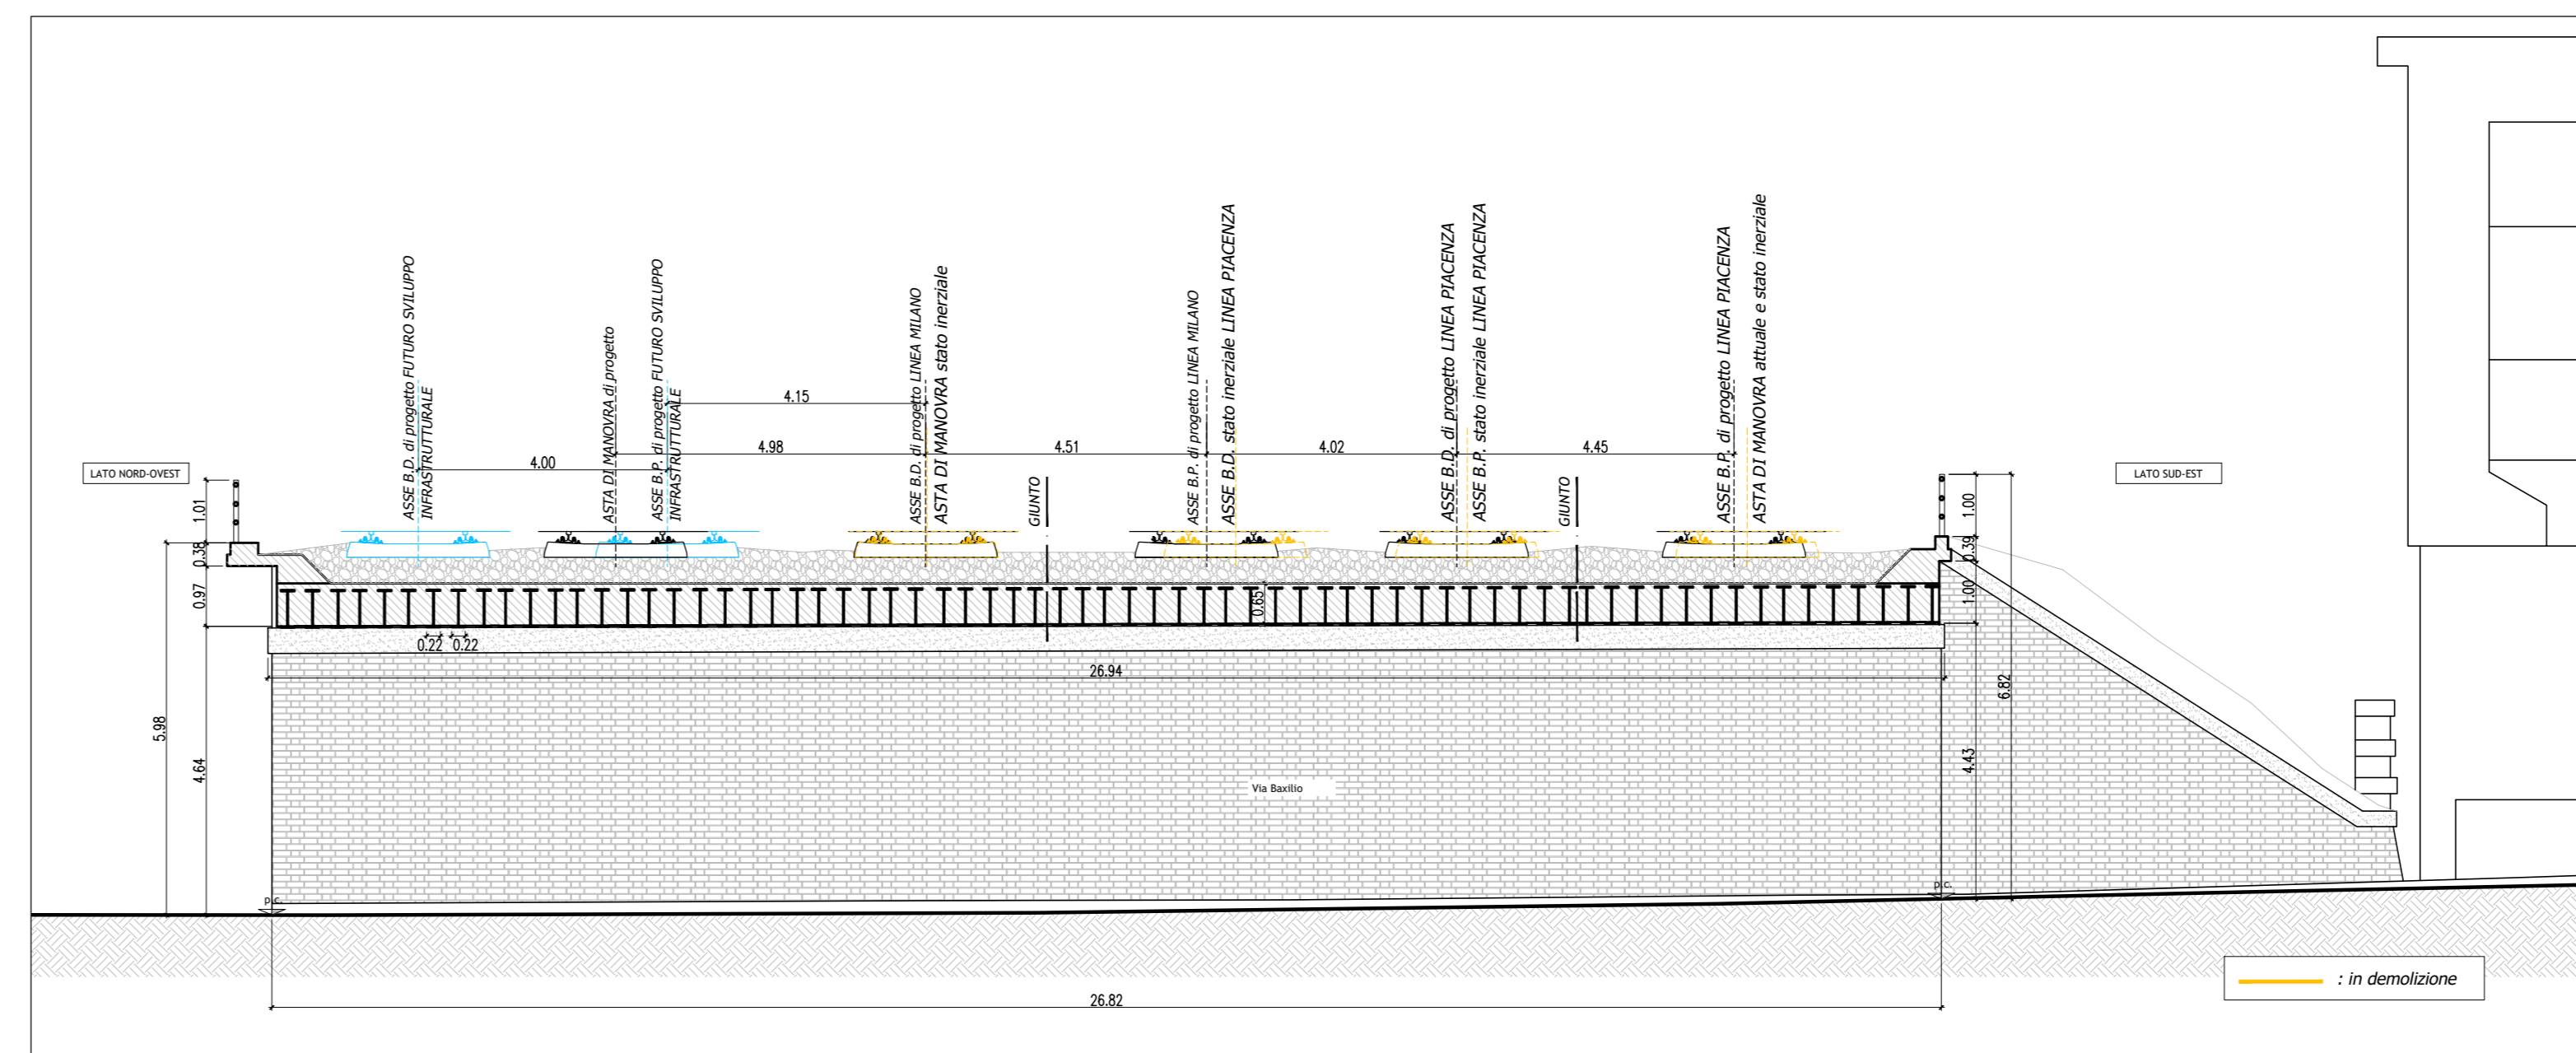 ASSE B.D. di progetto FUTURO SVILUPPO
INFRASTRUTTURALE
ASTA DI MANOVRA di progetto
ASSE B.P. di progetto FUTURO SVILUPPO
INFRASTRUTTURALE
ASSE B.D. di progetto LINEA MILANO
ASTA DI MANOVRA stato inerziale
GIUNTO
ASSE B.P. di progetto LINEA MILANO
ASSE B.D. stato inerziale LINEA PIACENZA
ASSE B.D. di progetto LINEA PIACENZA
ASSE B.P. stato inerziale LINEA PIACENZA
GIUNTO
ASSE B.P. di progetto LINEA PIACENZA
ASTA DI MANOVRA attuale e stato inerziale
4.15
4.98
4.51
4.02
4.45
4.00
LATO NORD-OVEST
LATO SUD-EST
1.01
0.38
0.97
5.98
4.64
1.00
0.39
1.00
6.82
4.43
0.65
0.22
0.22
26.94
Via Baxilio
p.c.
p.c.
26.82
: in demolizione